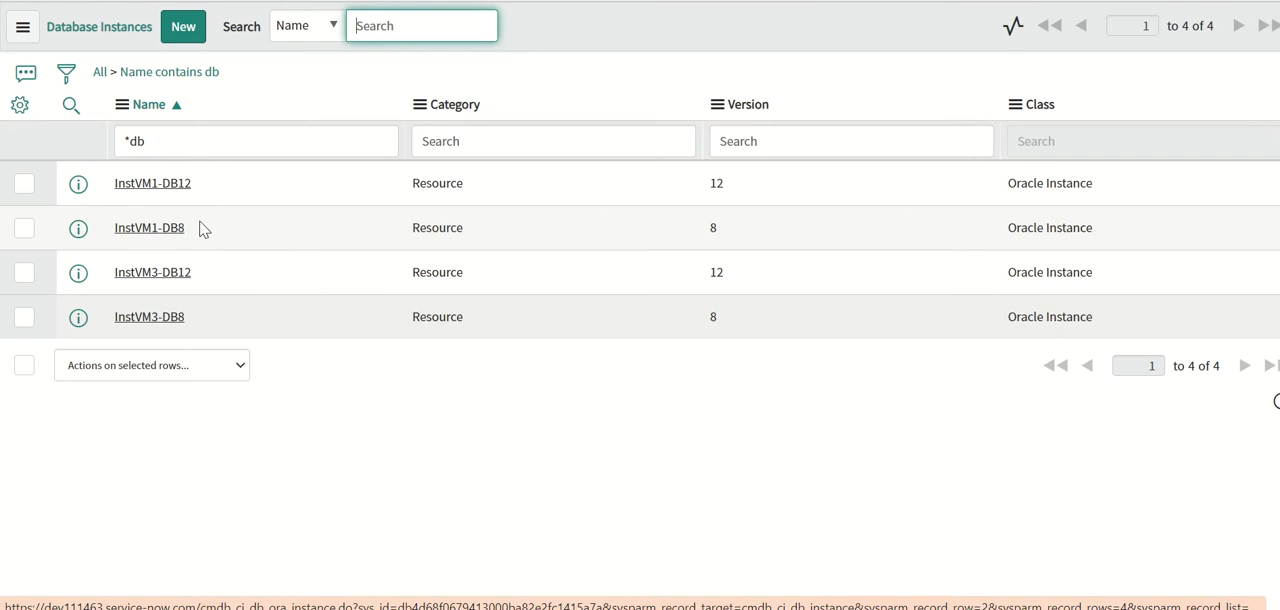 Database Instances New Search Name Search 1 to 4 of 4
All > Name contains db
Name Category Version Class
*db Search Search Search
InstVM1-DB12 Resource 12 Oracle Instance
InstVM1-DB8 Resource 8 Oracle Instance
InstVM3-DB12 Resource 12 Oracle Instance
InstVM3-DB8 Resource 8 Oracle Instance
Actions on selected rows... 1 to 4 of 4